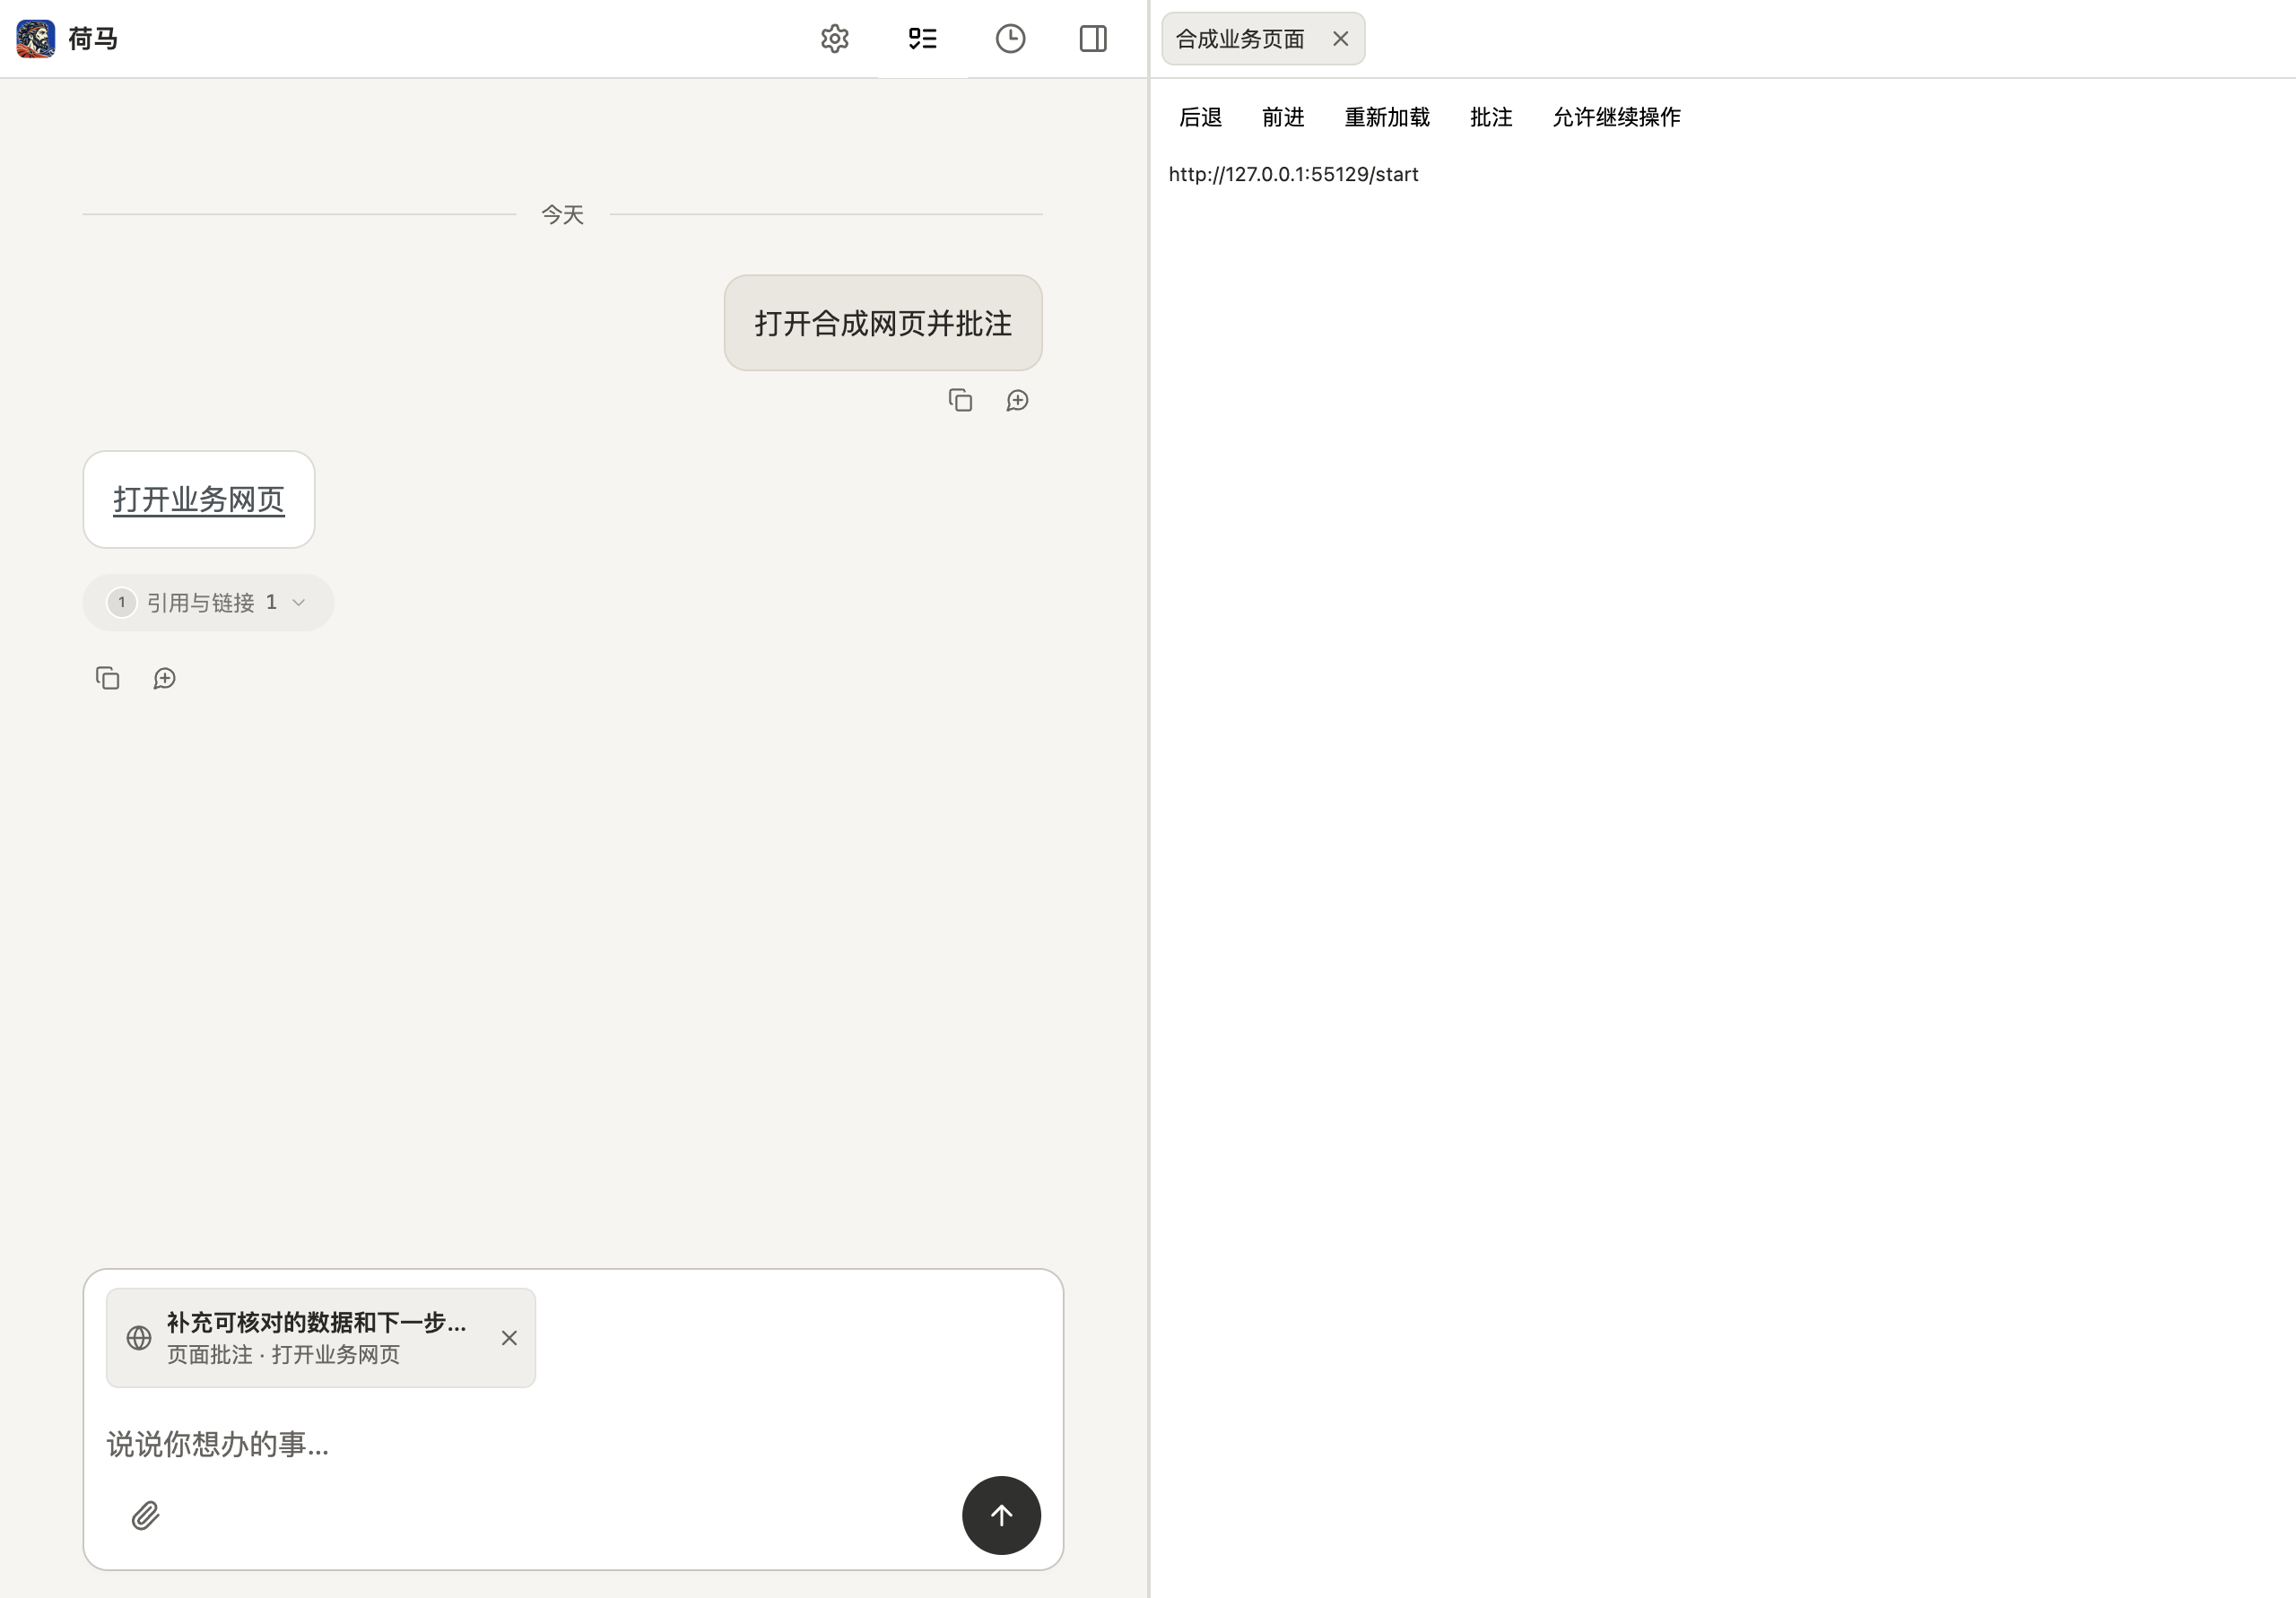 荷马
今天
打开合成网页并批注
打开业务网页
1 引用与链接 1
补充可核对的数据和下一步...
页面批注 · 打开业务网页
说说你想办的事...
合成业务页面
后退 前进 重新加载 批注 允许继续操作
http://127.0.0.1:55129/start